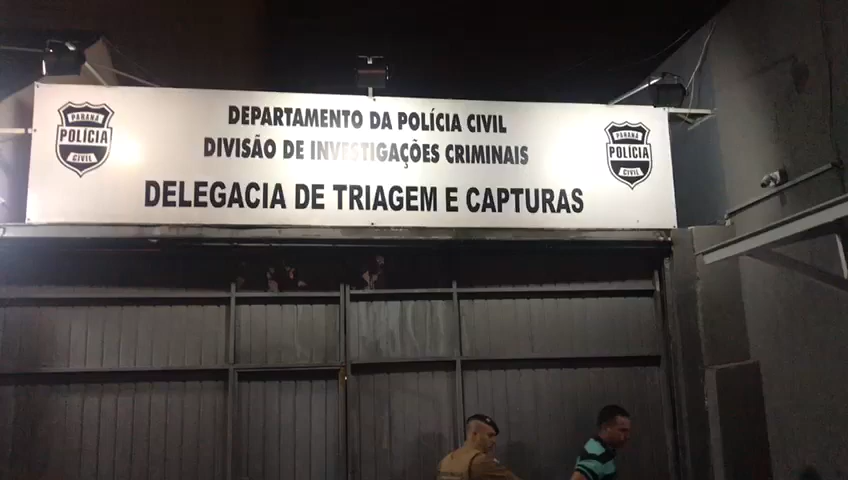 DEPARTAMENTO DA POLÍCIA CIVIL
DIVISÃO DE INVESTIGAÇÕES CRIMINAIS
DELEGACIA DE TRIAGEM E CAPTURAS
PARANÁ
POLÍCIA
CIVIL
PARANÁ
POLÍCIA
CIVIL